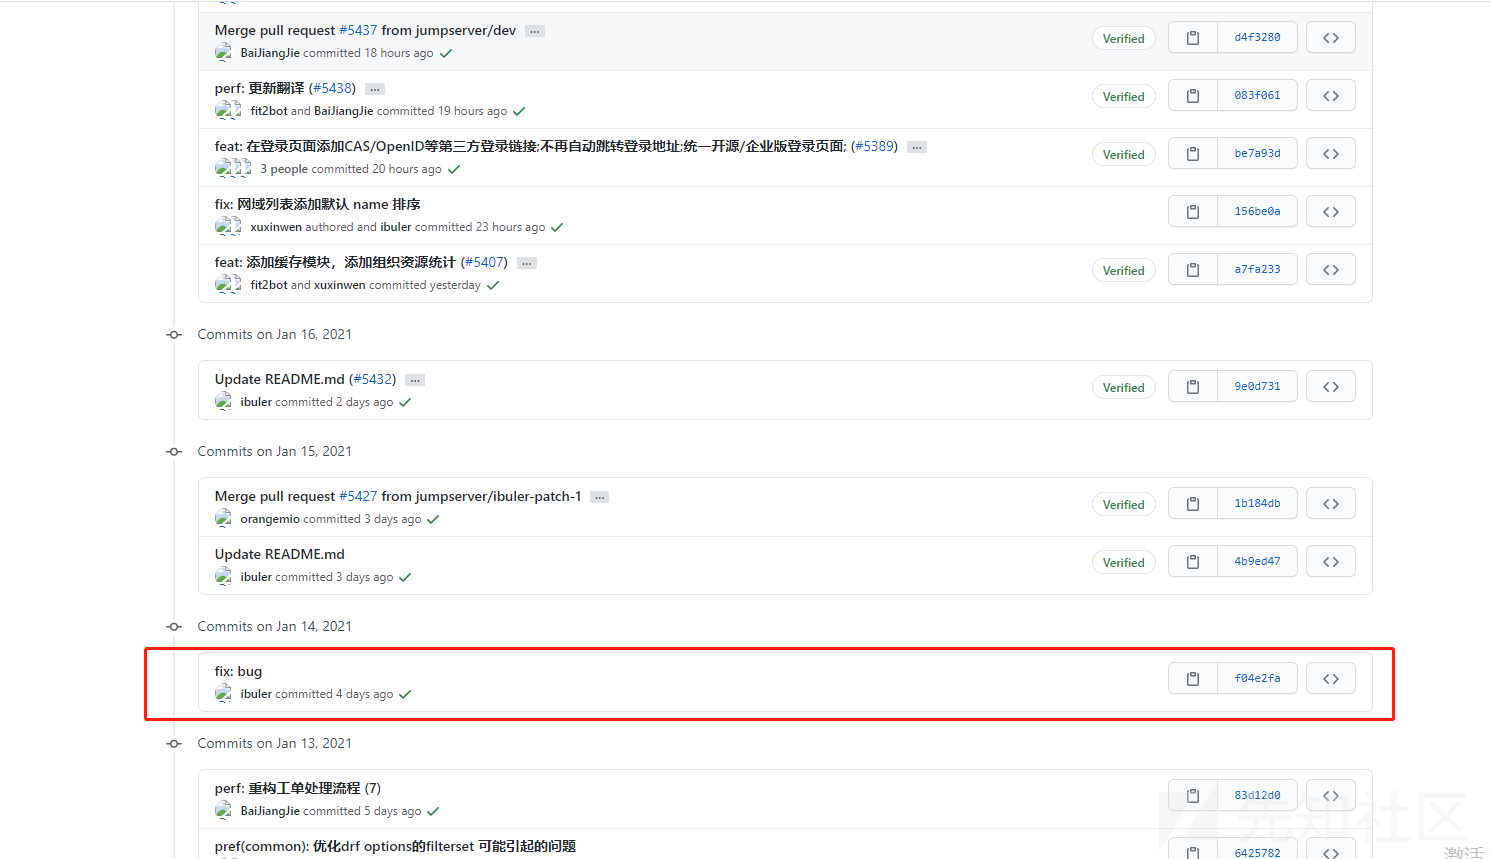 Merge pull request #5437 from jumpserver/dev ...
Verified
d4f3280
BaiJiangJie committed 18 hours ago
perf: 更新翻译 (#5438) ...
Verified
083f061
fit2bot and BaiJiangJie committed 19 hours ago
feat: 在登录页面添加CAS/OpenID等第三方登录链接;不再自动跳转登录地址;统一开源/企业版登录页面; (#5389) ...
Verified
be7a93d
3 people committed 20 hours ago
fix: 网域列表添加默认 name 排序
156be0a
xuxinwen authored and ibuler committed 23 hours ago
feat: 添加缓存模块，添加组织资源统计 (#5407) ...
Verified
a7fa233
fit2bot and xuxinwen committed yesterday
Commits on Jan 16, 2021
Update README.md (#5432) ...
Verified
9e0d731
ibuler committed 2 days ago
Commits on Jan 15, 2021
Merge pull request #5427 from jumpserver/ibuler-patch-1 ...
Verified
1b184db
orangemio committed 3 days ago
Update README.md
Verified
4b9ed47
ibuler committed 3 days ago
Commits on Jan 14, 2021
fix: bug
f04e2fa
ibuler committed 4 days ago
Commits on Jan 13, 2021
perf: 重构工单处理流程 (7)
83d12d0
BaiJiangJie committed 5 days ago
先知社区
pref(common): 优化drf options的filterset 可能引起的问题
6425782
激活